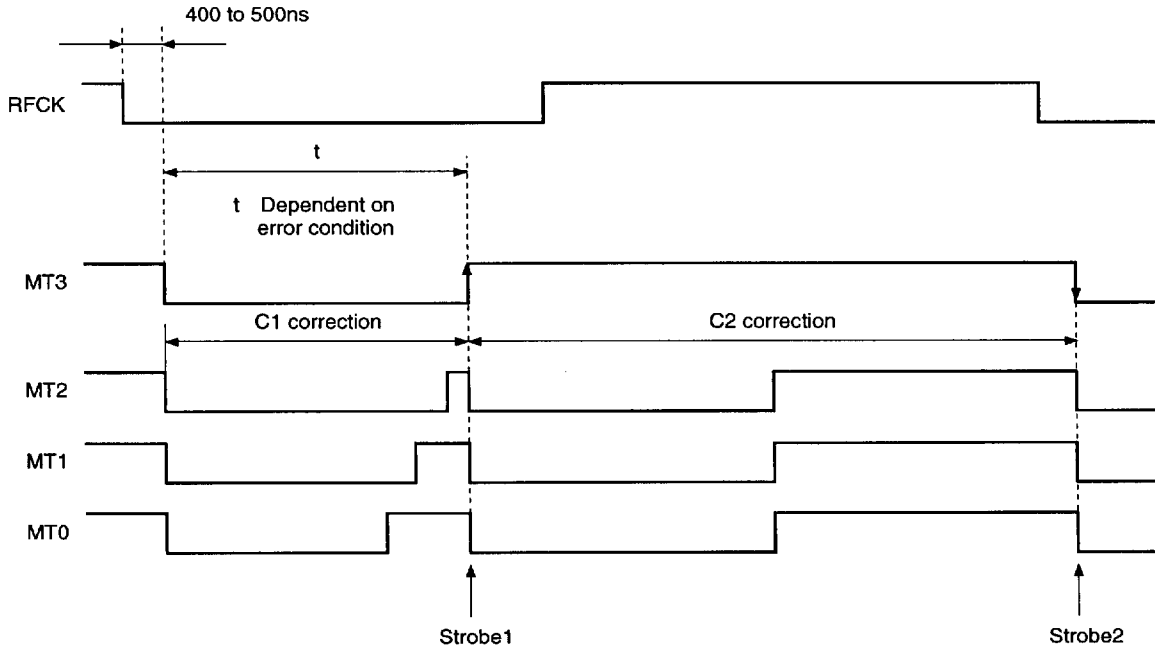 400 to 500ns
RFCK
t
t Dependent on
error condition
MT3
C1 correction
C2 correction
MT2
MT1
MT0
Strobe1
Strobe2